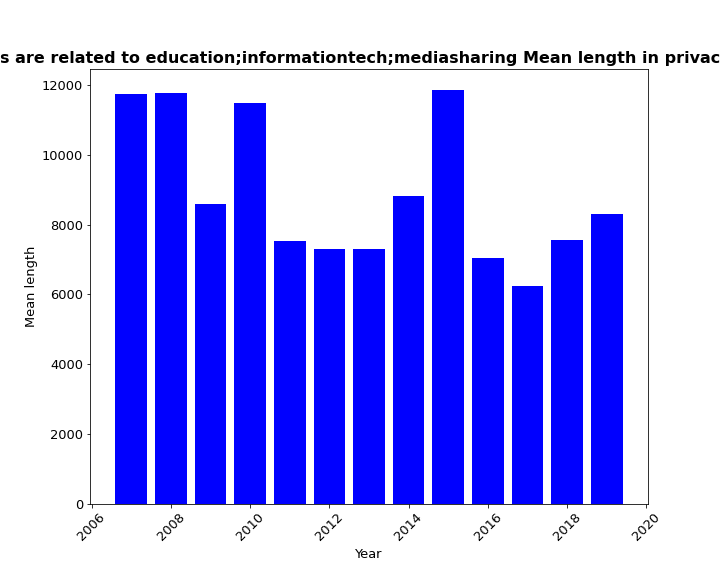 s are related to education;informationtech;mediasharing Mean length in privac
12000
10000
8000
6000
4000
2000
0
Mean length
2006 2008 2010 2012 2014 2016 2018 2020
Year